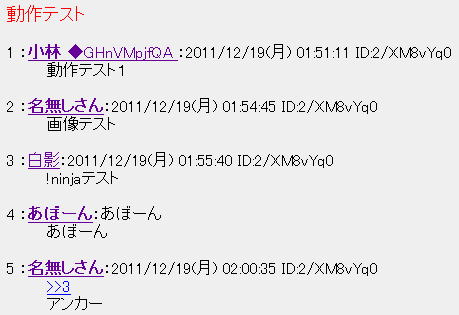 動作テスト
1 :小林 ◆GHnVMpjfQA :2011/12/19(月) 01:51:11 ID:2/XM8vYq0
動作テスト1
2 :名無しさん:2011/12/19(月) 01:54:45 ID:2/XM8vYq0
画像テスト
3 :白影:2011/12/19(月) 01:55:40 ID:2/XM8vYq0
!ninjaテスト
4 :あぼーん:あぼーん
あぼーん
5 :名無しさん:2011/12/19(月) 02:00:35 ID:2/XM8vYq0
>>3
アンカー